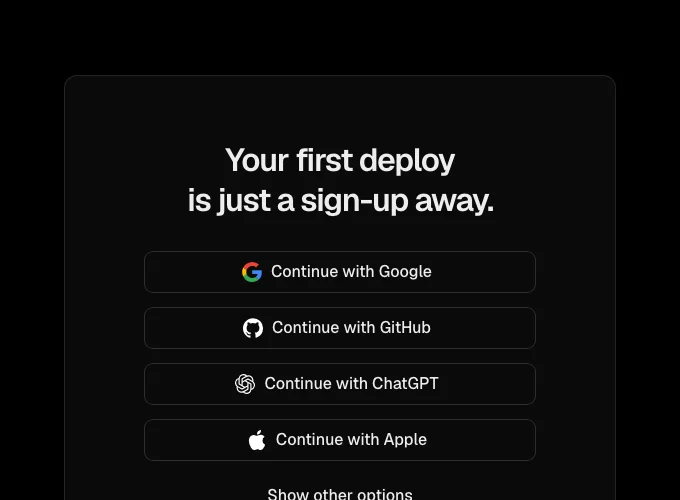 Your first deploy
is just a sign-up away.
Continue with Google
Continue with GitHub
Continue with ChatGPT
Continue with Apple
Show other options